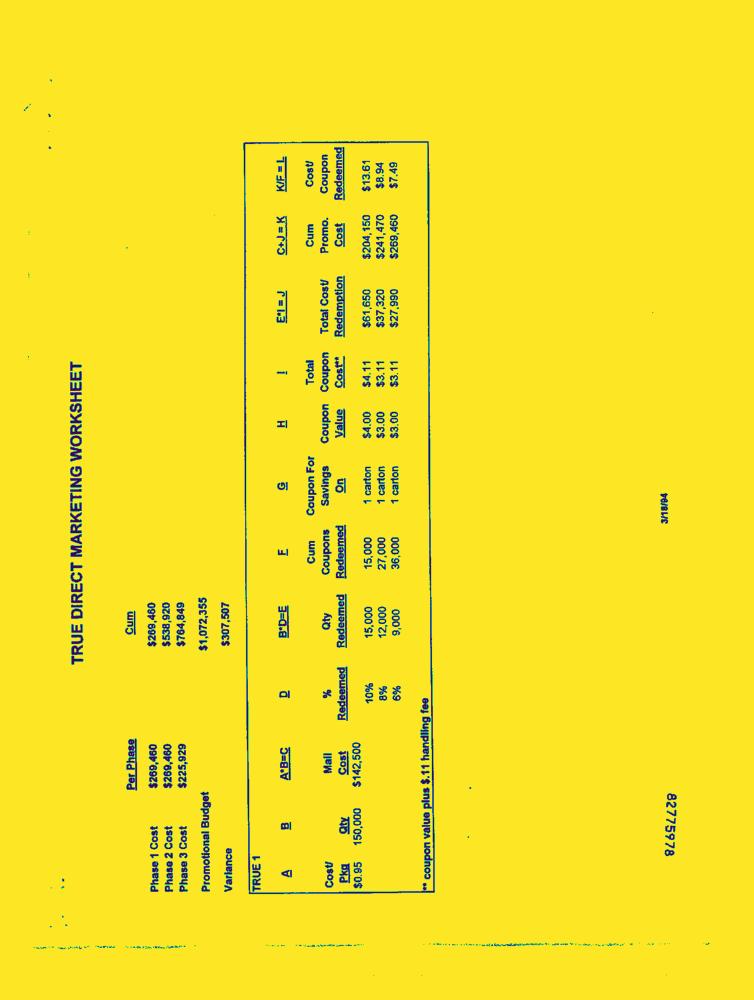 TRUE DIRECT MARKETING WORKSHEET
Per Phase Cum
Phase 1 Cost $269,460 $269,460
Phase 2 Cost $269,460 $538,920
Phase 3 Cost $225,929 $764,849
Promotional Budget $1,072,355
Variance $307,507
TRUE 1
A B A*B=C D B*D=E F G H I E*I = J C+J = K K/F = L
Cum Coupon For Total Cum Cost/
Cost/ Mail % Qty Coupons Savings Coupon Coupon Total Cost/ Promo. Coupon
Pkg Qty Cost Redeemed Redeemed Redeemed On Value Cost** Redemption Cost Redeemed
$0.95 150,000 $142,500
10% 15,000 15,000 1 carton $4.00 $4.11 $61,650 $204,150 $13.61
8% 12,000 27,000 1 carton $3.00 $3.11 $37,320 $241,470 $8.94
6% 9,000 36,000 1 carton $3.00 $3.11 $27,990 $269,460 $7.49
** coupon value plus $.11 handling fee
3/18/94
82775978